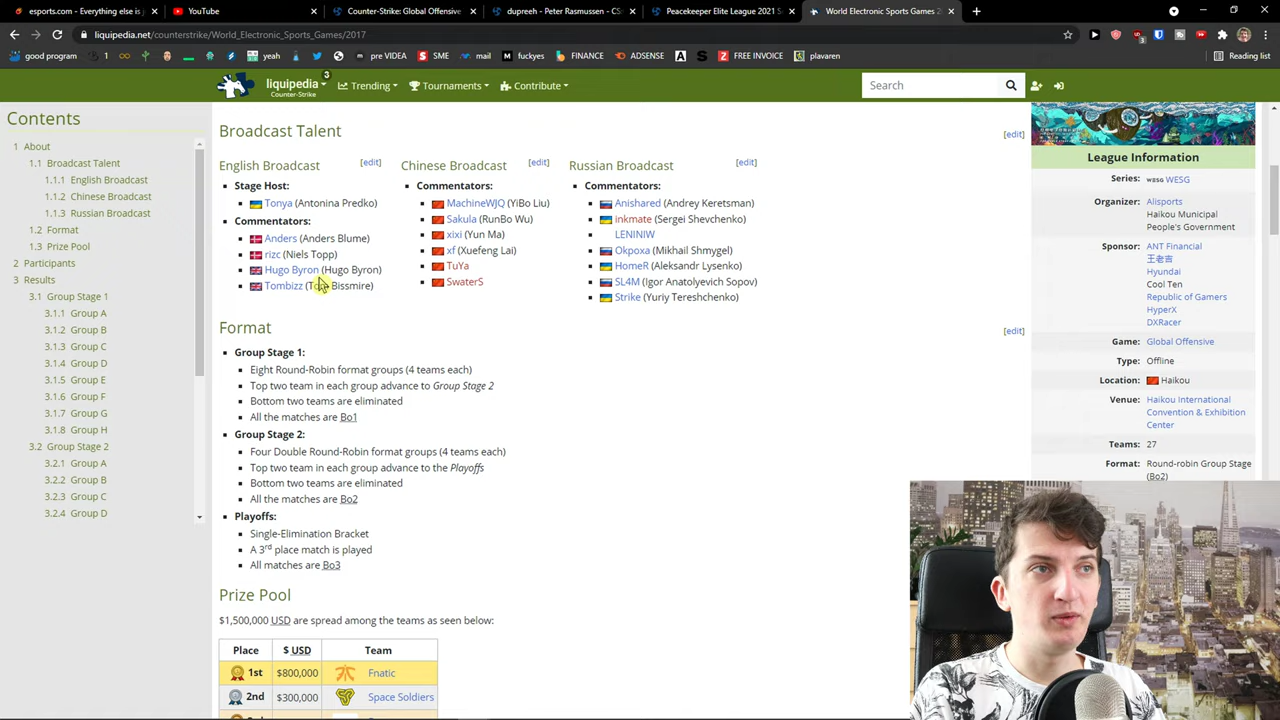 esports.com - Everything else is j
YouTube
Counter-Strike: Global Offensive
dupreeh - Peter Rasmussen - CS
Peacekeeper Elite League 2021 S
World Electronic Sports Games 2
liquipedia.net/counterstrike/World_Electronic_Sports_Games/2017
good program
yeah
pre VIDEA
SME
mail
fuckyes
FINANCE
ADSENSE
FREE INVOICE
plavaren
Reading list
liquipedia
Counter-Strike
3
Trending
Tournaments
Contribute
Search
Contents
1 About
1.1 Broadcast Talent
1.1.1 English Broadcast
1.1.2 Chinese Broadcast
1.1.3 Russian Broadcast
1.2 Format
1.3 Prize Pool
2 Participants
3 Results
3.1 Group Stage 1
3.1.1 Group A
3.1.2 Group B
3.1.3 Group C
3.1.4 Group D
3.1.5 Group E
3.1.6 Group F
3.1.7 Group G
3.1.8 Group H
3.2 Group Stage 2
3.2.1 Group A
3.2.2 Group B
3.2.3 Group C
3.2.4 Group D
Broadcast Talent
[edit]
English Broadcast [edit]
Stage Host:
Tonya (Antonina Predko)
Commentators:
Anders (Anders Blume)
rizc (Niels Topp)
Hugo Byron (Hugo Byron)
Tombizz Bissmire)
Chinese Broadcast [edit]
Commentators:
MachineWJQ (YiBo Liu)
Sakula (RunBo Wu)
xixi (Yun Ma)
xf (Xuefeng Lai)
TuYa
SwaterS
Russian Broadcast [edit]
Commentators:
Anishared (Andrey Keretsman)
inkmate (Sergei Shevchenko)
LENINIW
Okpoxa (Mikhail Shmygel)
HomeR (Aleksandr Lysenko)
SL4M (Igor Anatolyevich Sopov)
Strike (Yuriy Tereshchenko)
Format
[edit]
Group Stage 1:
Eight Round-Robin format groups (4 teams each)
Top two team in each group advance to Group Stage 2
Bottom two teams are eliminated
All the matches are Bo1
Group Stage 2:
Four Double Round-Robin format groups (4 teams each)
Top two team in each group advance to the Playoffs
Bottom two teams are eliminated
All the matches are Bo2
Playoffs:
Single-Elimination Bracket
A 3rd place match is played
All matches are Bo3
Prize Pool
$1,500,000 USD are spread among the teams as seen below:
Place $ USD Team
1st $800,000 Fnatic
2nd $300,000 Space Soldiers
League Information
Series: WESG
Organizer: Alisports
Haikou Municipal
People's Government
Sponsor: ANT Financial
王老吉
Hyundai
Cool Ten
Republic of Gamers
HyperX
DXRacer
Game: Global Offensive
Type: Offline
Location: Haikou
Venue: Haikou International
Convention & Exhibition
Center
Teams: 27
Format: Round-robin Group Stage
(Bo2)